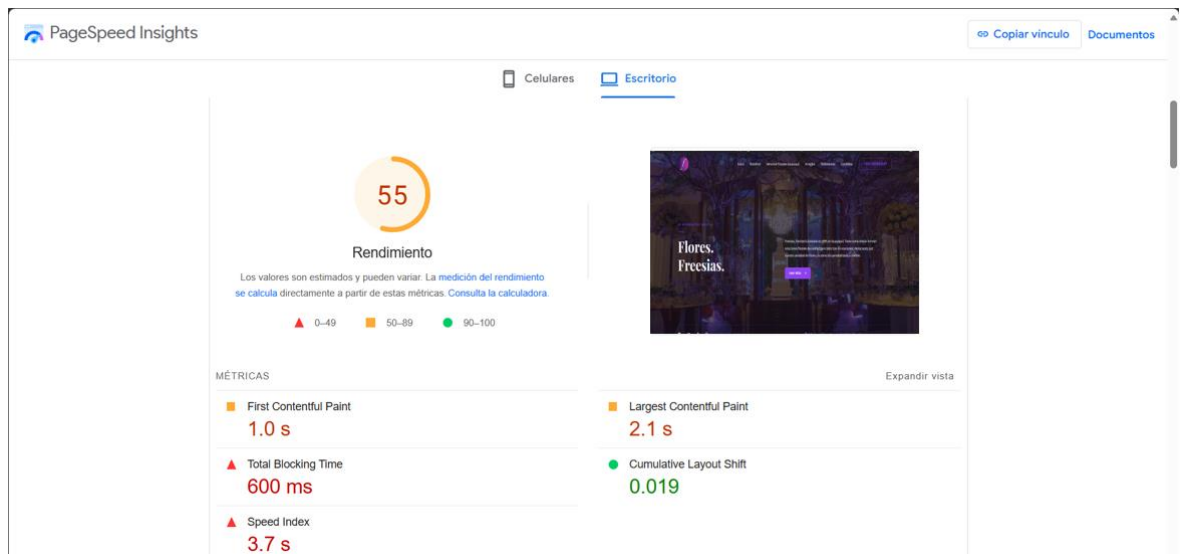 PageSpeed Insights
Copiar vínculo
Documentos
Celulares
Escritorio
55
Rendimiento
Los valores son estimados y pueden variar. La medición del rendimiento
se calcula directamente a partir de estas métricas. Consulta la calculadora.
0–49
50–89
90–100
Flores.
Freesias.
MÉTRICAS
Expandir vista
First Contentful Paint
1.0 s
Largest Contentful Paint
2.1 s
Total Blocking Time
600 ms
Cumulative Layout Shift
0.019
Speed Index
3.7 s